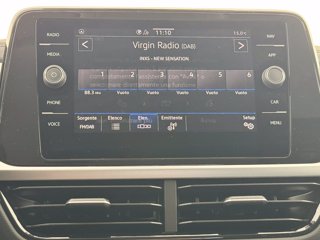 RADIO
11:10
15.0°C
NAV
Virgin Radio (DAB)
INXS - NEW SENSATION
MEDIA
APP
1 2 3 4 5 6
88.3 Vuoto Vuoto Vuoto Vuoto Vuoto
PHONE
CAR
Sorgente Elenco Elen. Emittente Setup
FM/DAB
VOICE
MENU